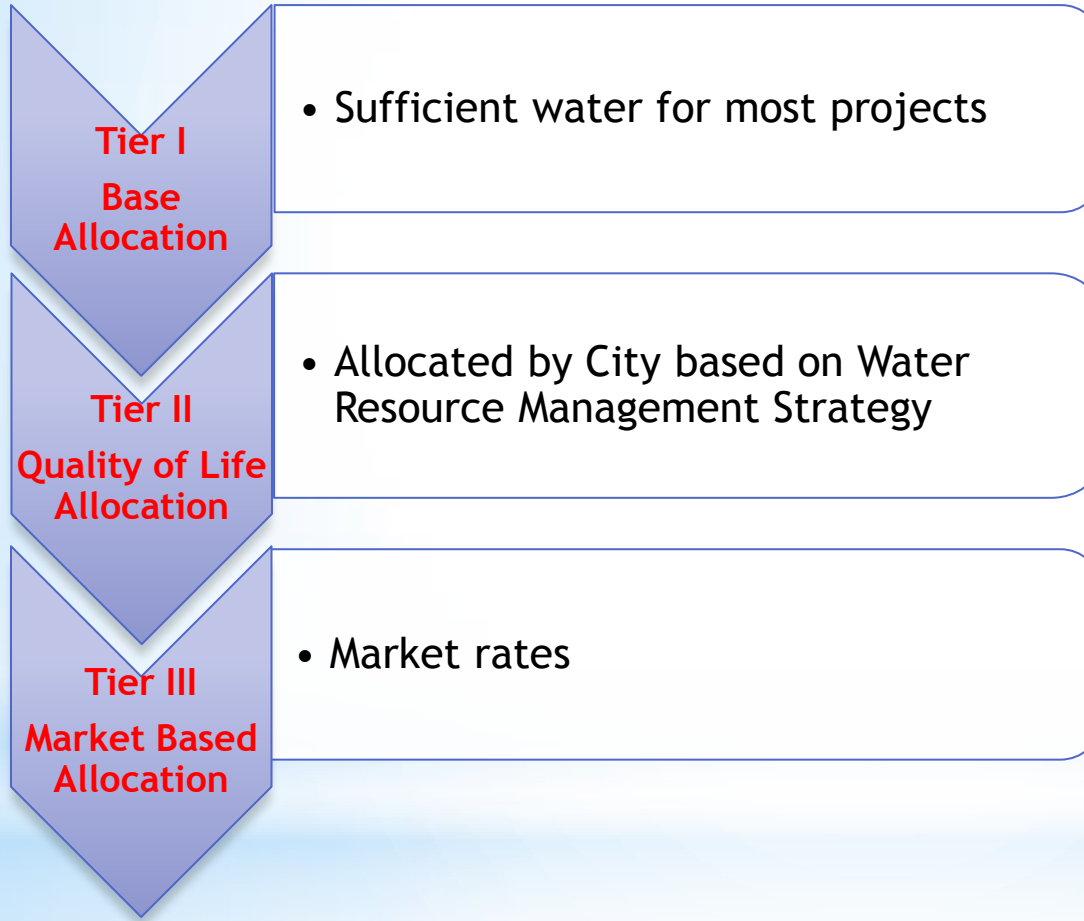 Tier I
Base
Allocation
• Sufficient water for most projects
Tier II
Quality of Life
Allocation
• Allocated by City based on Water
Resource Management Strategy
Tier III
Market Based
Allocation
• Market rates